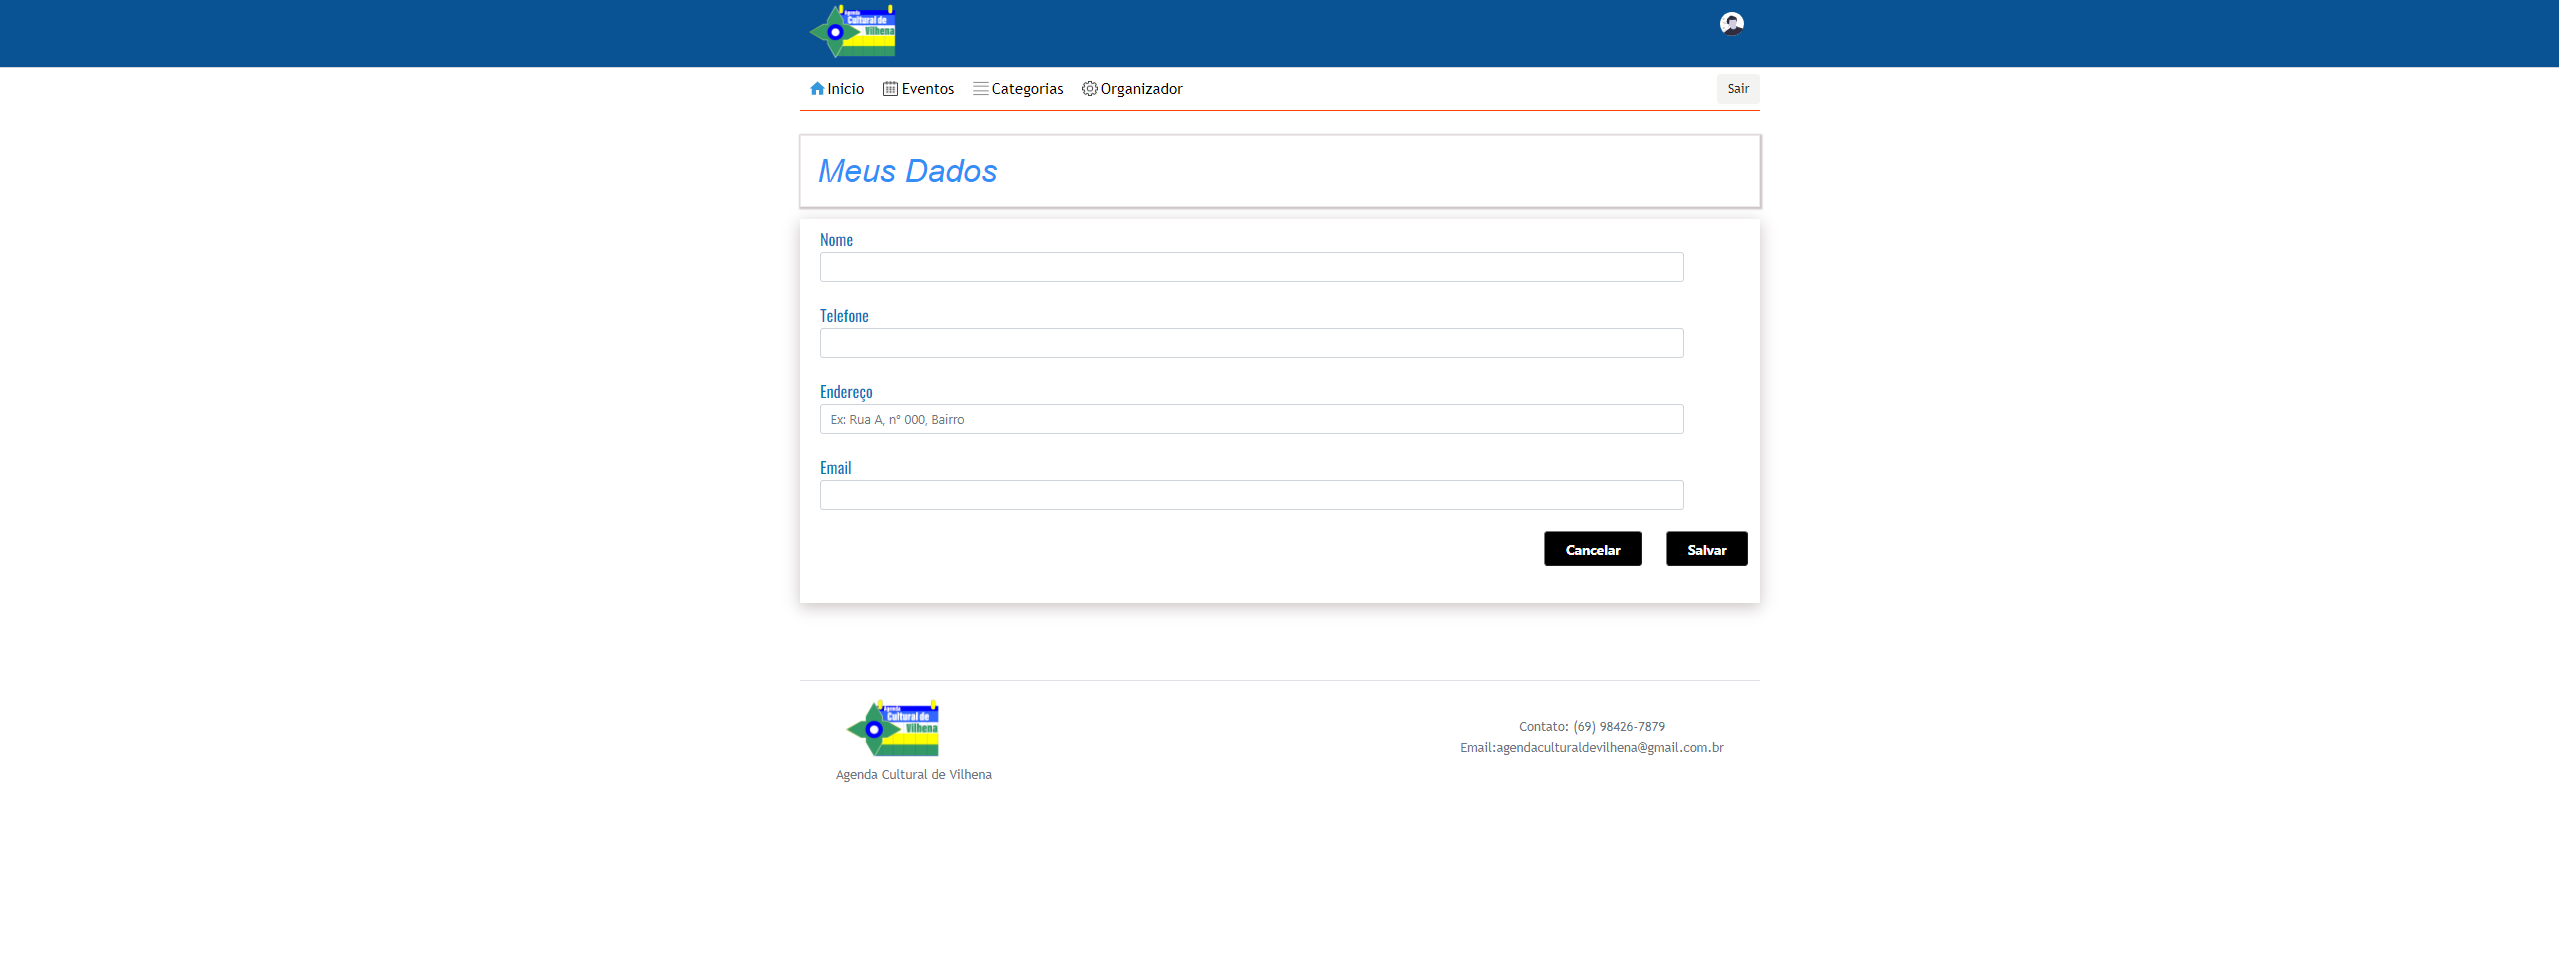 Agenda
Cultural de
Vilhena
Inicio Eventos Categorias Organizador Sair
Meus Dados
Nome
Telefone
Endereço
Ex: Rua A, nº 000, Bairro
Email
Cancelar Salvar
Agenda
Cultural de
Vilhena
Contato: (69) 98426-7879
Email:agendaculturaldevilhena@gmail.com.br
Agenda Cultural de Vilhena